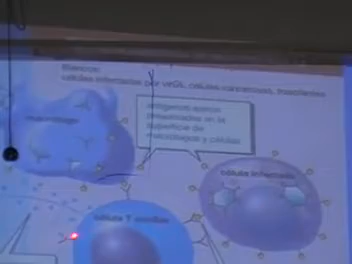 Blancos:
células infectadas por virus, células cancerosas, trasplantes
antígenos ajenos
presentados en la
superficie de
macrófagos y células
macrófago
célula infectada
célula T auxiliar